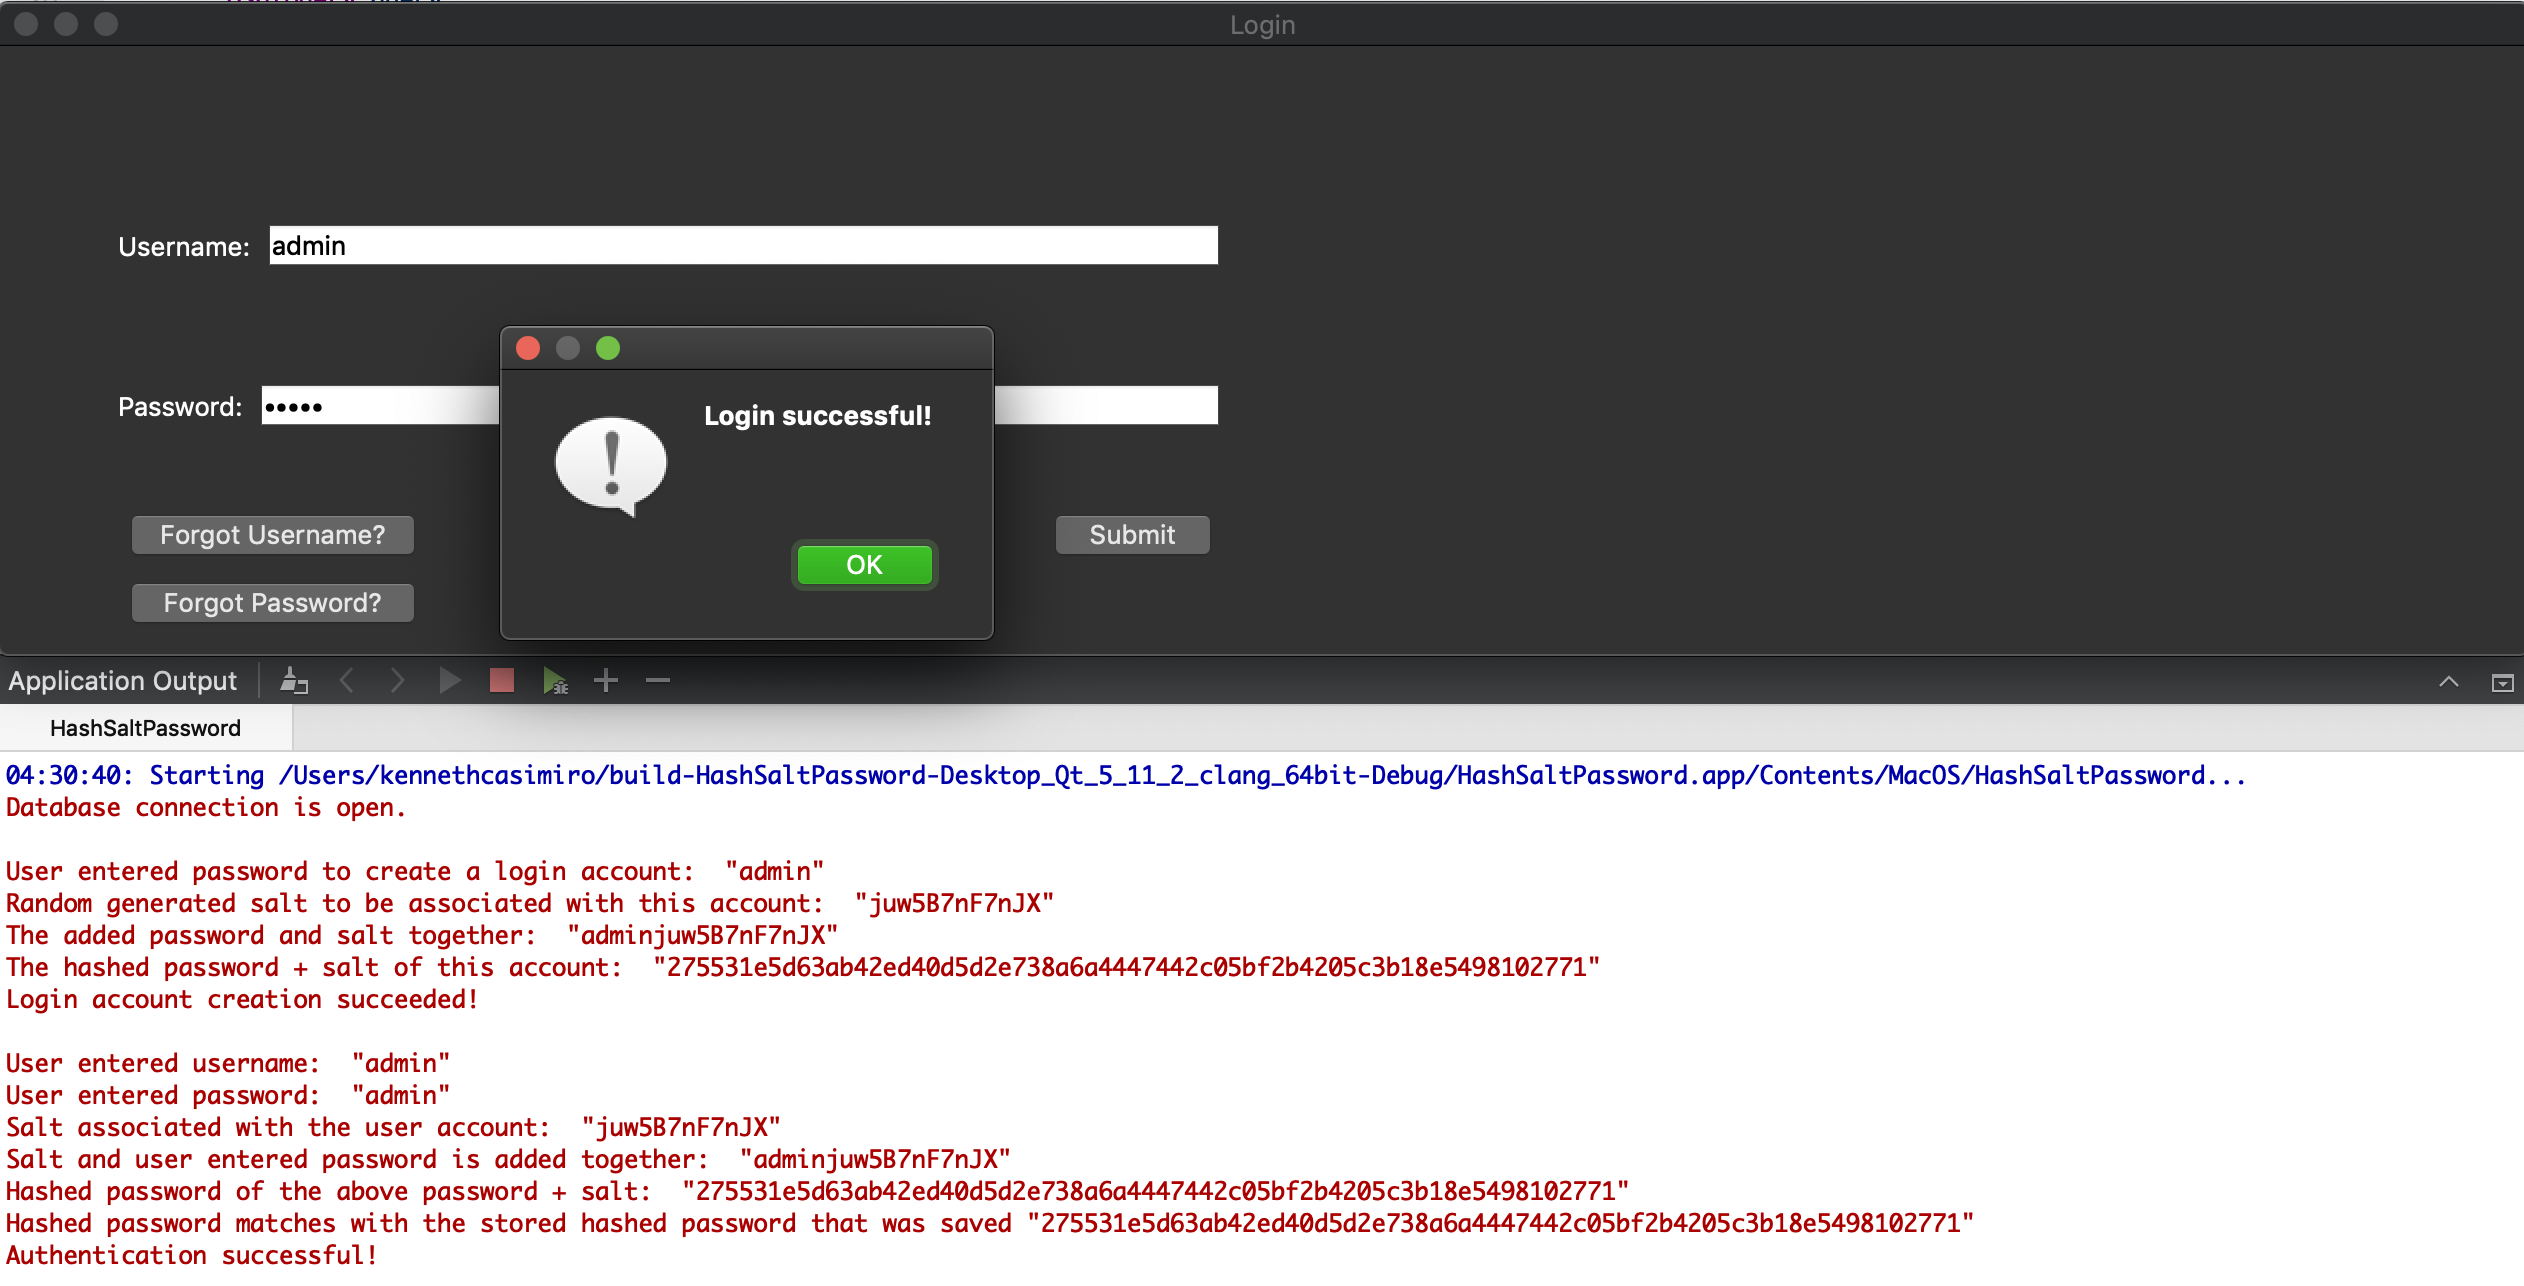 Login
Username: admin
Password: •••••
Login successful!
OK
Forgot Username?
Submit
Forgot Password?
Application Output
HashSaltPassword
04:30:40: Starting /Users/kennethcasimiro/build-HashSaltPassword-Desktop_Qt_5_11_2_clang_64bit-Debug/HashSaltPassword.app/Contents/MacOS/HashSaltPassword...
Database connection is open.
User entered password to create a login account:  "admin"
Random generated salt to be associated with this account:  "juw5B7nF7nJX"
The added password and salt together:  "adminjuw5B7nF7nJX"
The hashed password + salt of this account:  "275531e5d63ab42ed40d5d2e738a6a4447442c05bf2b4205c3b18e5498102771"
Login account creation succeeded!
User entered username:  "admin"
User entered password:  "admin"
Salt associated with the user account:  "juw5B7nF7nJX"
Salt and user entered password is added together:  "adminjuw5B7nF7nJX"
Hashed password of the above password + salt:  "275531e5d63ab42ed40d5d2e738a6a4447442c05bf2b4205c3b18e5498102771"
Hashed password matches with the stored hashed password that was saved "275531e5d63ab42ed40d5d2e738a6a4447442c05bf2b4205c3b18e5498102771"
Authentication successful!